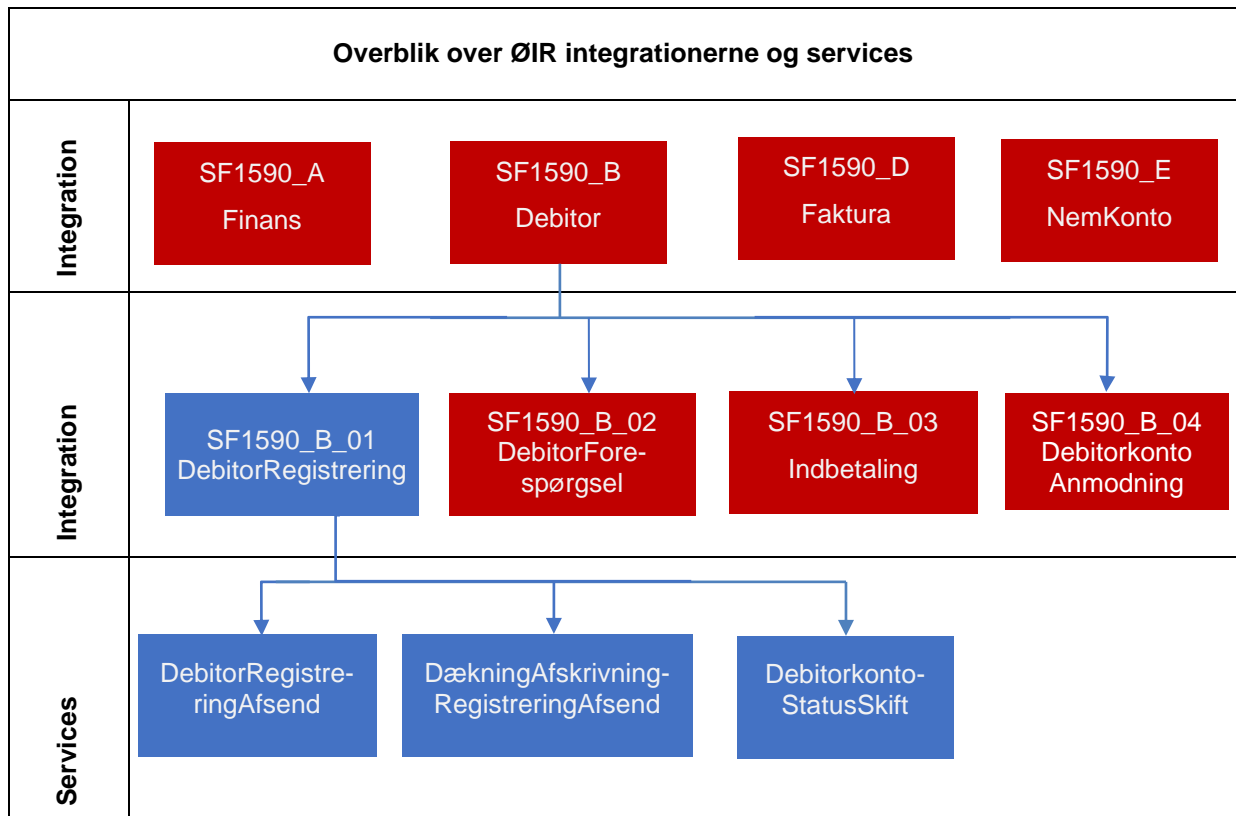 Overblik over ØIR integrationerne og services
Integration
SF1590_A
Finans
SF1590_B
Debitor
SF1590_D
Faktura
SF1590_E
NemKonto
Integration
SF1590_B_01
DebitorRegistrering
SF1590_B_02
DebitorFore-
spørgsel
SF1590_B_03
Indbetaling
SF1590_B_04
Debitorkonto
Anmodning
Services
DebitorRegistre-
ringAfsend
DækningAfskrivning-
RegistreringAfsend
Debitorkonto-
StatusSkift